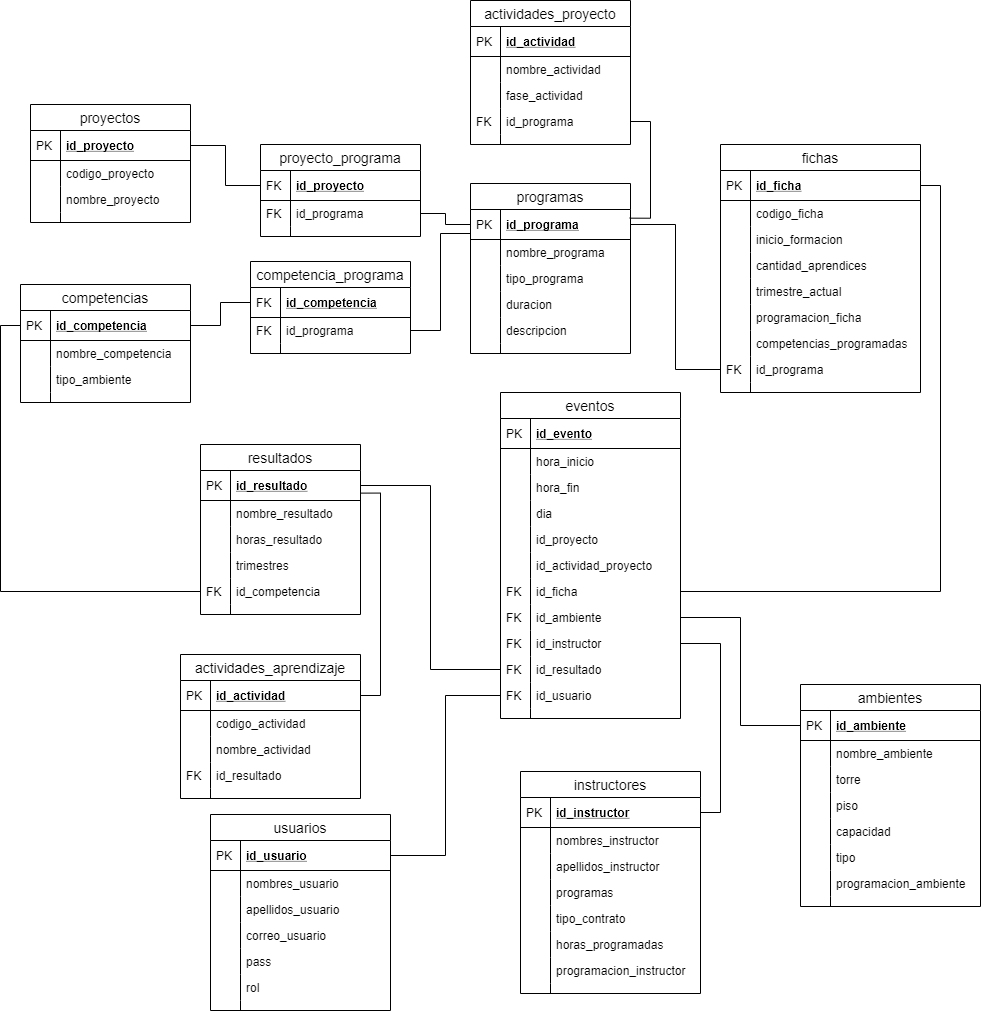 actividades_proyecto
PK id_actividad
nombre_actividad
fase_actividad
FK id_programa
proyectos
PK id_proyecto
codigo_proyecto
nombre_proyecto
proyecto_programa
FK id_proyecto
FK id_programa
programas
PK id_programa
nombre_programa
tipo_programa
duracion
descripcion
fichas
PK id_ficha
codigo_ficha
inicio_formacion
cantidad_aprendices
trimestre_actual
programacion_ficha
competencias_programadas
FK id_programa
competencias
PK id_competencia
nombre_competencia
tipo_ambiente
competencia_programa
FK id_competencia
FK id_programa
eventos
PK id_evento
hora_inicio
hora_fin
dia
id_proyecto
id_actividad_proyecto
FK id_ficha
FK id_ambiente
FK id_instructor
FK id_resultado
FK id_usuario
resultados
PK id_resultado
nombre_resultado
horas_resultado
trimestres
FK id_competencia
actividades_aprendizaje
PK id_actividad
codigo_actividad
nombre_actividad
FK id_resultado
ambientes
PK id_ambiente
nombre_ambiente
torre
piso
capacidad
tipo
programacion_ambiente
instructores
PK id_instructor
nombres_instructor
apellidos_instructor
programas
tipo_contrato
horas_programadas
programacion_instructor
usuarios
PK id_usuario
nombres_usuario
apellidos_usuario
correo_usuario
pass
rol